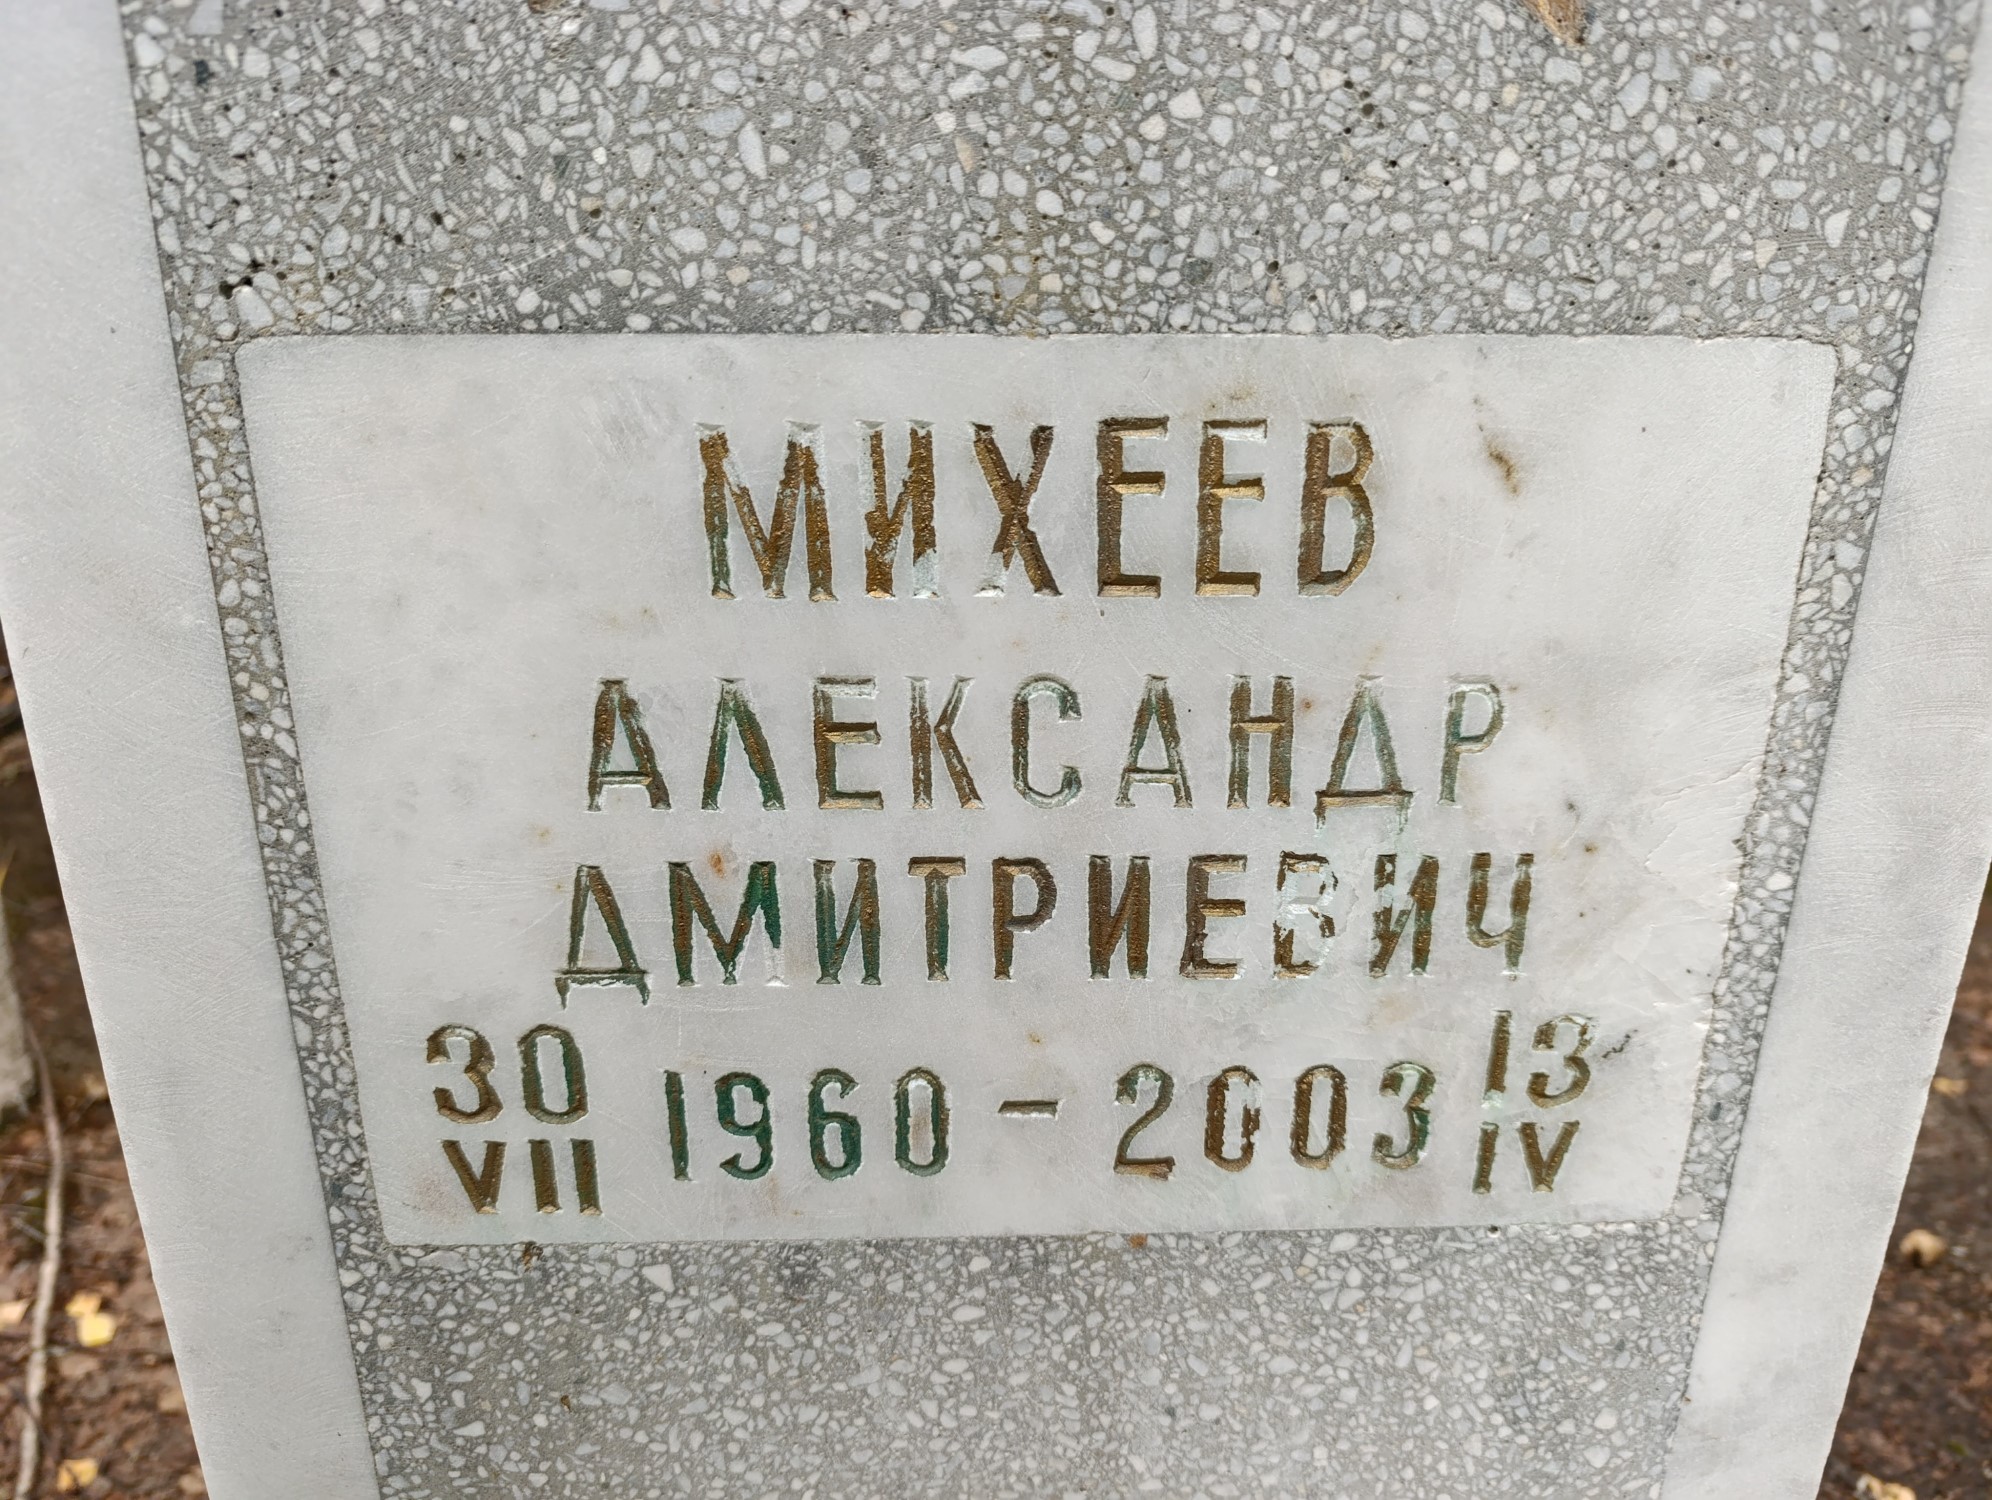 МИХЕЕВ
АЛЕКСАНДР
ДМИТРИЕВИЧ
30 VII 1960 - 2003 13 IV